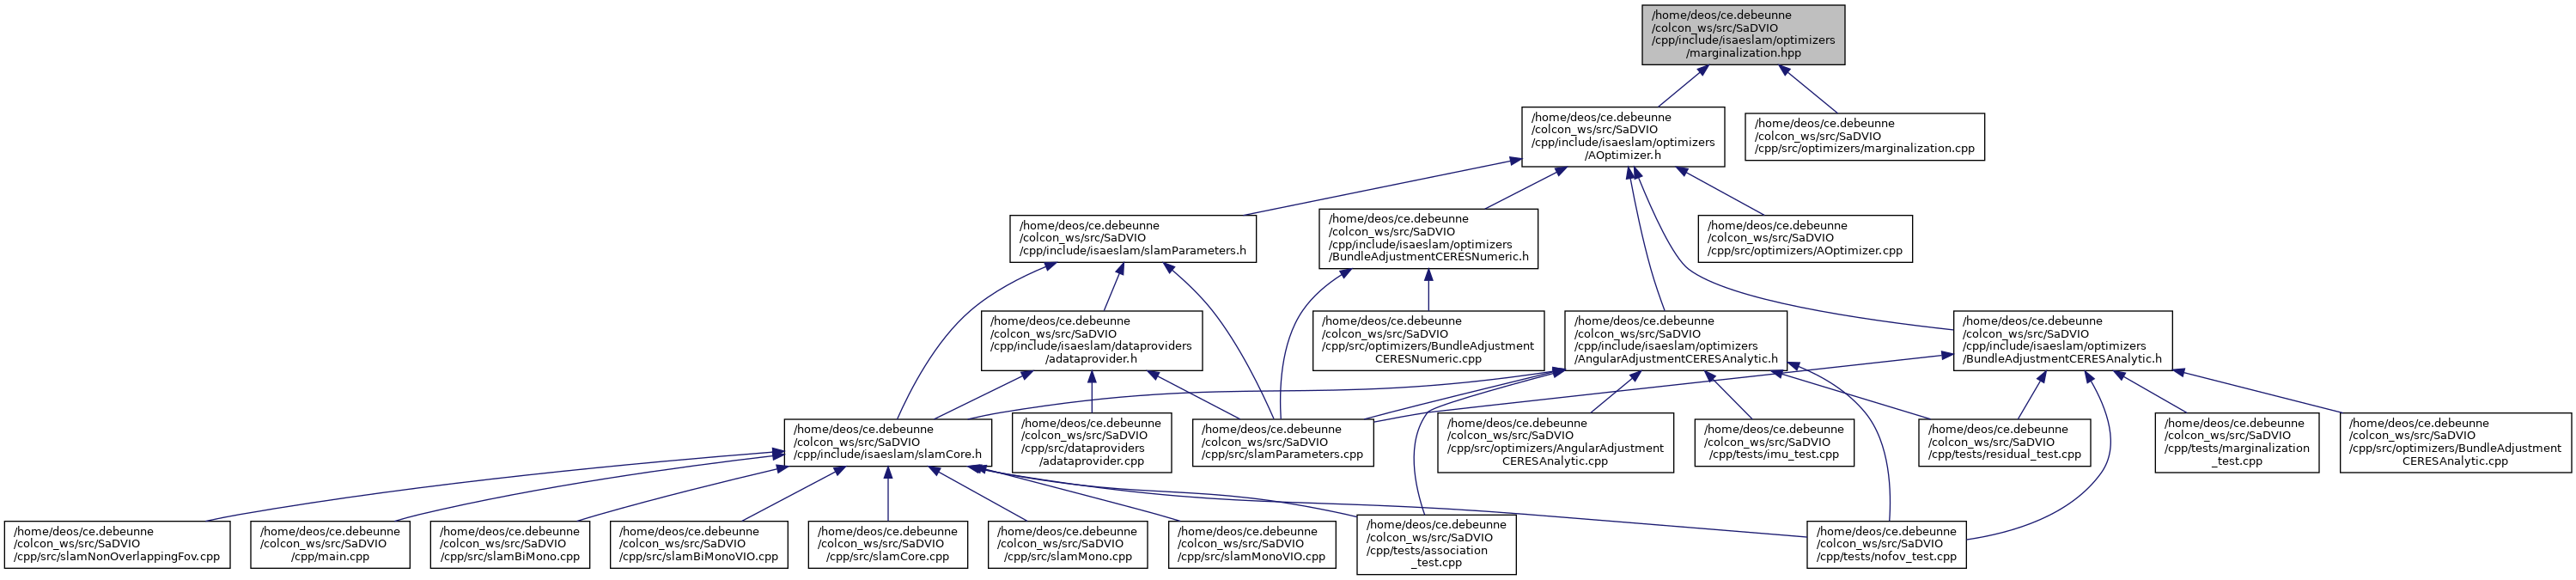 /home/deos/ce.debeunne
/colcon_ws/src/SaDVIO
/cpp/include/isaeslam/optimizers
/marginalization.hpp
/home/deos/ce.debeunne
/colcon_ws/src/SaDVIO
/cpp/include/isaeslam/optimizers
/AOptimizer.h
/home/deos/ce.debeunne
/colcon_ws/src/SaDVIO
/cpp/src/optimizers/marginalization.cpp
/home/deos/ce.debeunne
/colcon_ws/src/SaDVIO
/cpp/include/isaeslam/slamParameters.h
/home/deos/ce.debeunne
/colcon_ws/src/SaDVIO
/cpp/include/isaeslam/optimizers
/BundleAdjustmentCERESNumeric.h
/home/deos/ce.debeunne
/colcon_ws/src/SaDVIO
/cpp/src/optimizers/AOptimizer.cpp
/home/deos/ce.debeunne
/colcon_ws/src/SaDVIO
/cpp/include/isaeslam/dataproviders
/adataprovider.h
/home/deos/ce.debeunne
/colcon_ws/src/SaDVIO
/cpp/src/optimizers/BundleAdjustment
CERESNumeric.cpp
/home/deos/ce.debeunne
/colcon_ws/src/SaDVIO
/cpp/include/isaeslam/optimizers
/AngularAdjustmentCERESAnalytic.h
/home/deos/ce.debeunne
/colcon_ws/src/SaDVIO
/cpp/include/isaeslam/optimizers
/BundleAdjustmentCERESAnalytic.h
/home/deos/ce.debeunne
/colcon_ws/src/SaDVIO
/cpp/include/isaeslam/slamCore.h
/home/deos/ce.debeunne
/colcon_ws/src/SaDVIO
/cpp/src/dataproviders
/adataprovider.cpp
/home/deos/ce.debeunne
/colcon_ws/src/SaDVIO
/cpp/src/slamParameters.cpp
/home/deos/ce.debeunne
/colcon_ws/src/SaDVIO
/cpp/src/optimizers/AngularAdjustment
CERESAnalytic.cpp
/home/deos/ce.debeunne
/colcon_ws/src/SaDVIO
/cpp/tests/imu_test.cpp
/home/deos/ce.debeunne
/colcon_ws/src/SaDVIO
/cpp/tests/residual_test.cpp
/home/deos/ce.debeunne
/colcon_ws/src/SaDVIO
/cpp/tests/marginalization
_test.cpp
/home/deos/ce.debeunne
/colcon_ws/src/SaDVIO
/cpp/src/optimizers/BundleAdjustment
CERESAnalytic.cpp
/home/deos/ce.debeunne
/colcon_ws/src/SaDVIO
/cpp/src/slamNonOverlappingFov.cpp
/home/deos/ce.debeunne
/colcon_ws/src/SaDVIO
/cpp/main.cpp
/home/deos/ce.debeunne
/colcon_ws/src/SaDVIO
/cpp/src/slamBiMono.cpp
/home/deos/ce.debeunne
/colcon_ws/src/SaDVIO
/cpp/src/slamBiMonoVIO.cpp
/home/deos/ce.debeunne
/colcon_ws/src/SaDVIO
/cpp/src/slamCore.cpp
/home/deos/ce.debeunne
/colcon_ws/src/SaDVIO
/cpp/src/slamMono.cpp
/home/deos/ce.debeunne
/colcon_ws/src/SaDVIO
/cpp/src/slamMonoVIO.cpp
/home/deos/ce.debeunne
/colcon_ws/src/SaDVIO
/cpp/tests/association
_test.cpp
/home/deos/ce.debeunne
/colcon_ws/src/SaDVIO
/cpp/tests/nofov_test.cpp